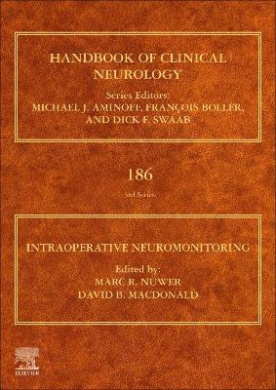 HANDBOOK OF CLINICAL
NEUROLOGY
Series Editors:
MICHAEL J. AMINOFF, FRANÇOIS BOLLER,
AND DICK F. SWAAB
186
3rd Series
INTRAOPERATIVE NEUROMONITORING
Edited by:
MARC R. NUWER
DAVID B. MACDONALD
ELSEVIER